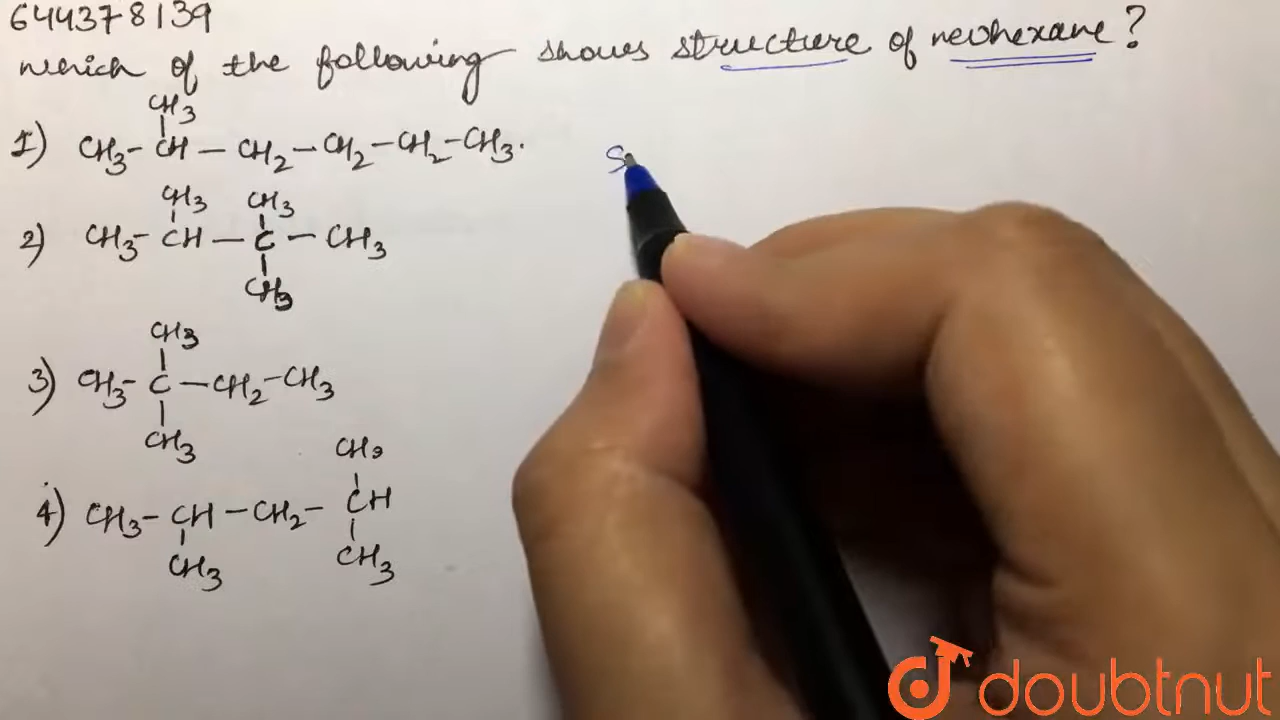 644378139
Which of the following shows structure of neohexane?
1) CH3-CH-CH2-CH2-CH2-CH3.
CH3
2) CH3-CH-C-CH3
CH3 CH3
CH3
3) CH3-C-CH2-CH3
CH3
CH3
4) CH3-CH-CH2-CH
CH3
CH3
CH3
S
doubtnut